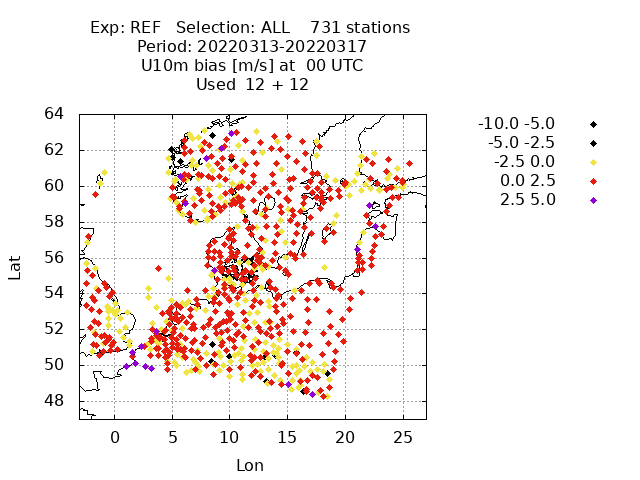 Exp: REF   Selection: ALL    731 stations
Period: 20220313-20220317
U10m bias [m/s] at  00 UTC
Used  12 + 12
64
62
60
58
56
54
52
50
48
Lat
0 5 10 15 20 25
Lon
-10.0 -5.0
-5.0 -2.5
-2.5 0.0
0.0 2.5
2.5 5.0